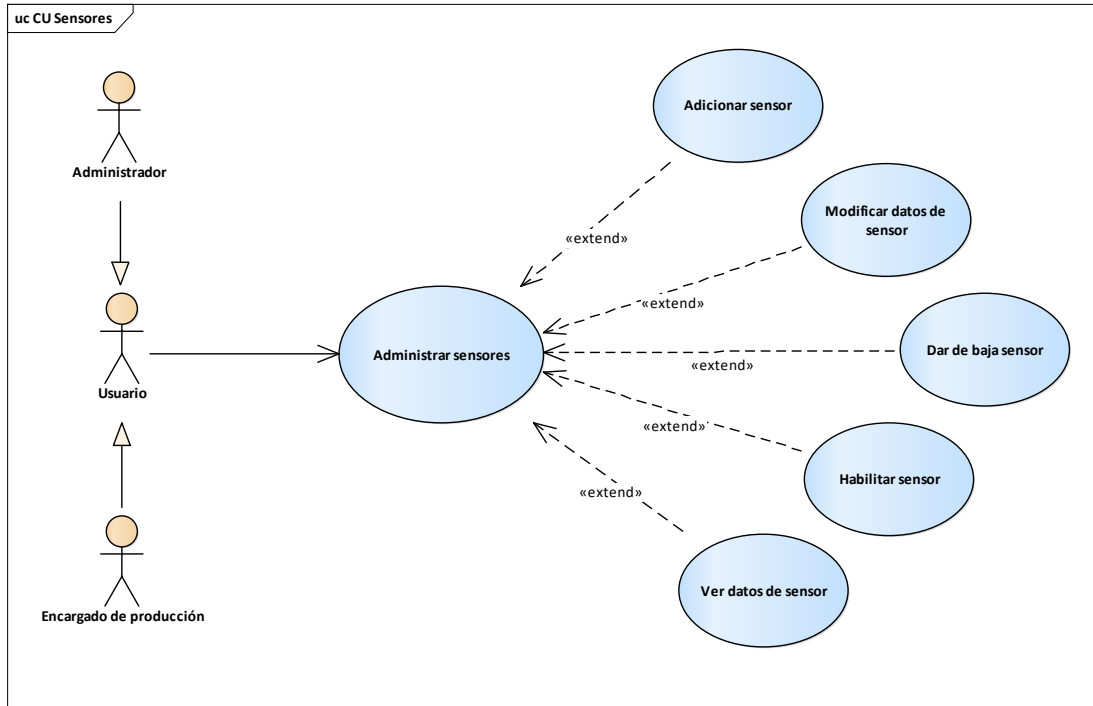 uc CU Sensores
Administrador
Usuario
Encargado de producción
Administrar sensores
Adicionar sensor
«extend»
Modificar datos de
sensor
«extend»
Dar de baja sensor
«extend»
Habilitar sensor
«extend»
Ver datos de sensor
«extend»